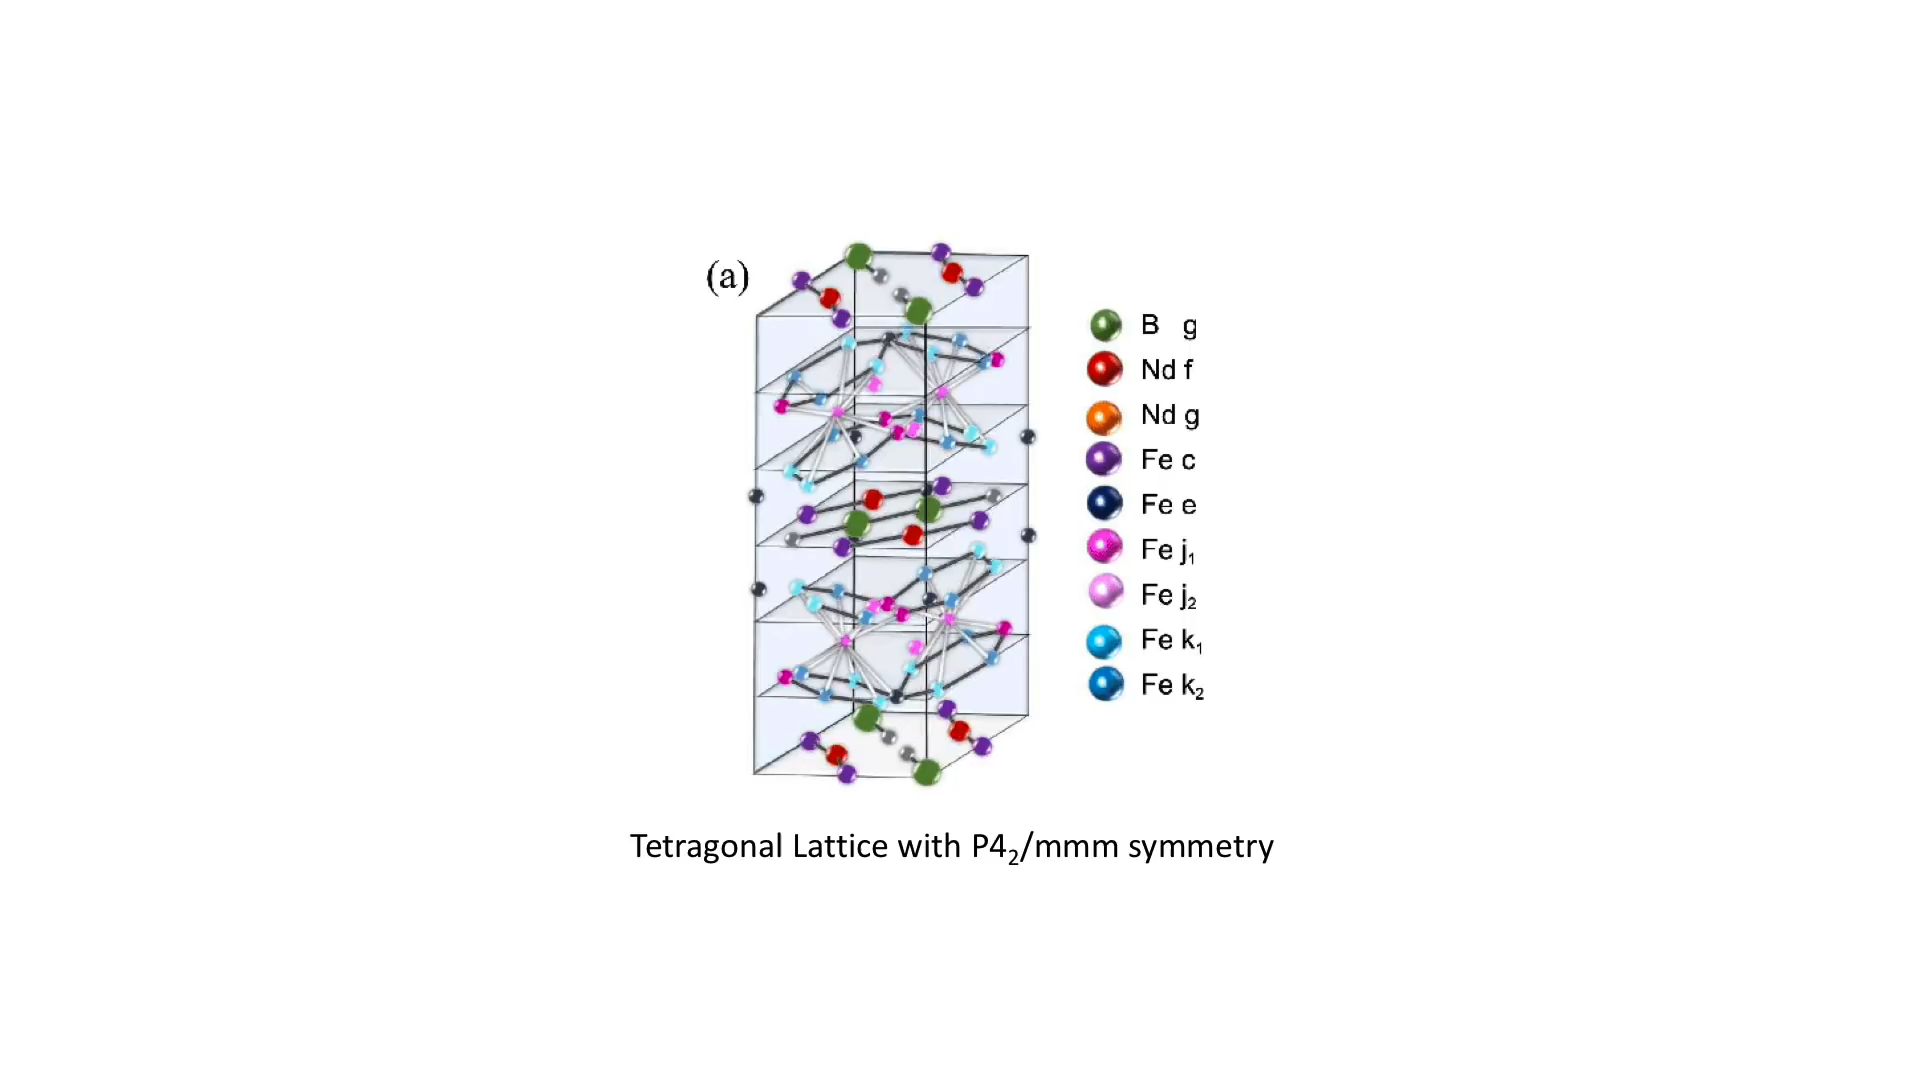 (a)
B g
Nd f
Nd g
Fe c
Fe e
Fe j₁
Fe j₂
Fe k₁
Fe k₂
Tetragonal Lattice with P4₂/mmm symmetry